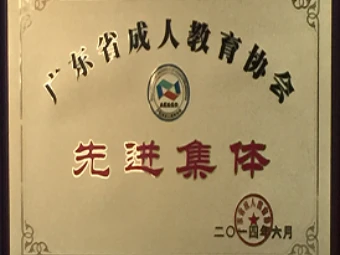 广东省成人教育协会
先进集体
二〇一四年六月